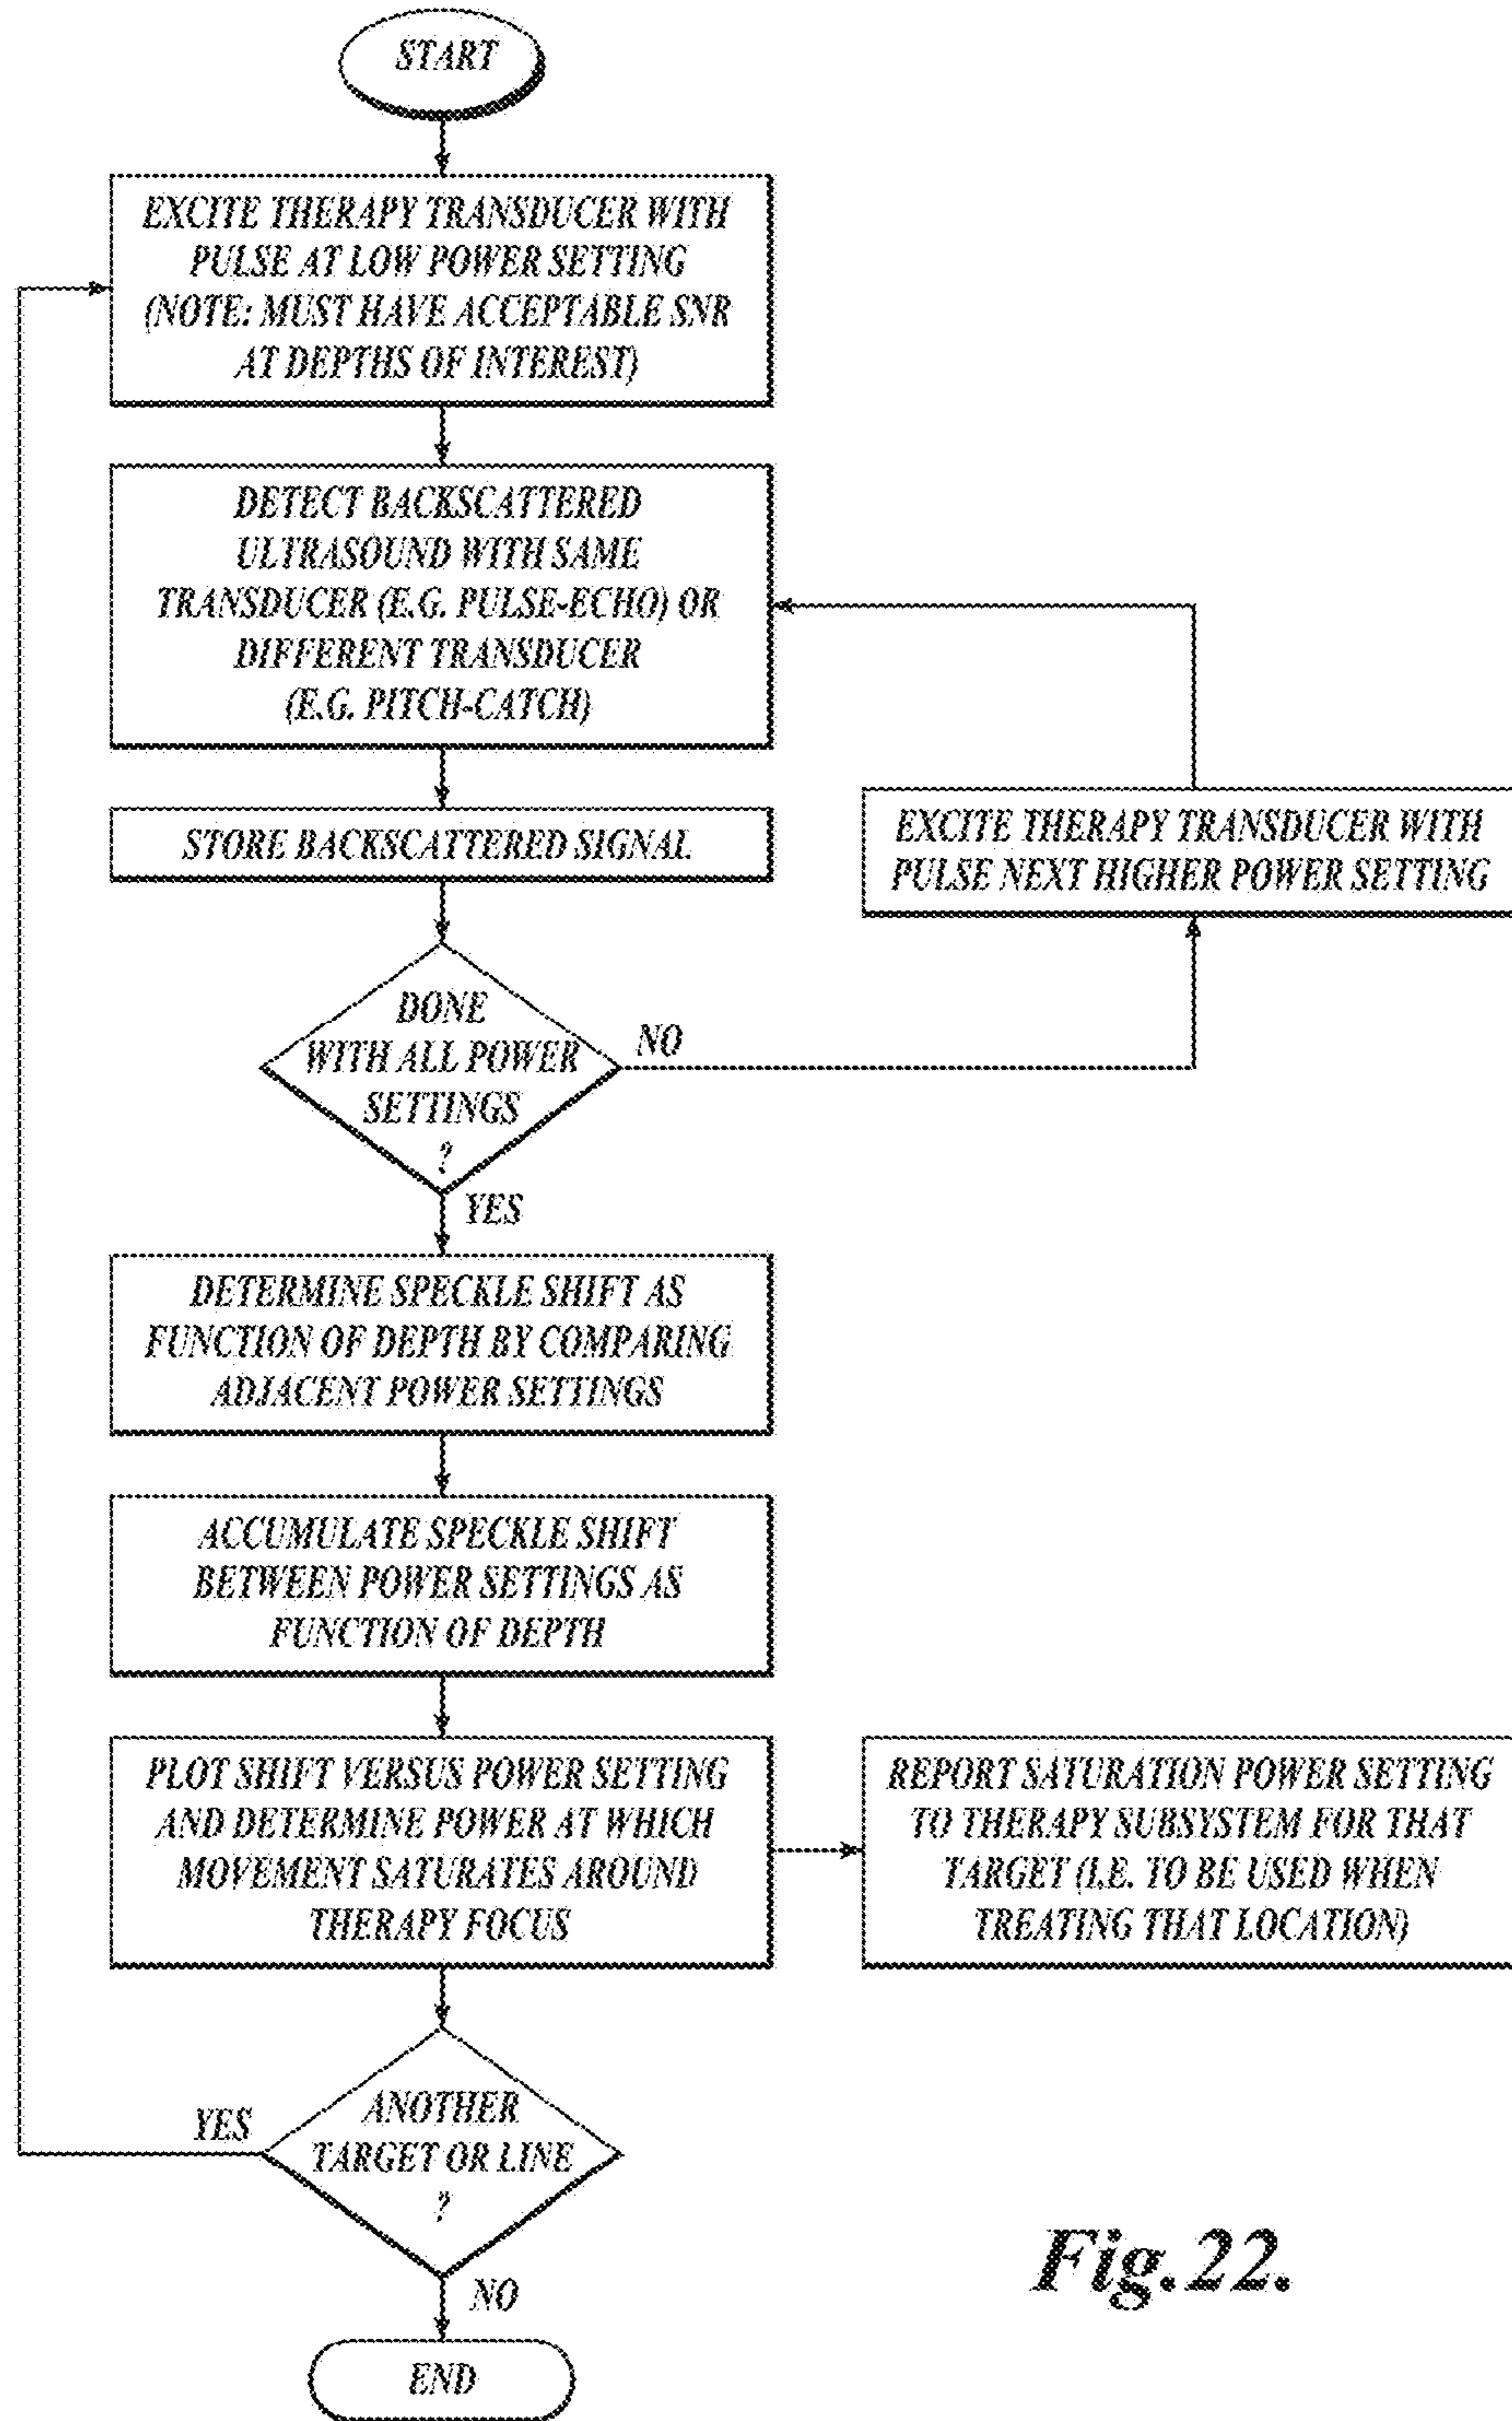 START
EXCITE THERAPY TRANSDUCER WITH
PULSE AT LOW POWER SETTING
(NOTE: MUST HAVE ACCEPTABLE SNR
AT DEPTHS OF INTEREST)
DETECT BACKSCATTERED
ULTRASOUND WITH SAME
TRANSDUCER (E.G. PULSE-ECHO) OR
DIFFERENT TRANSDUCER
(E.G. PITCH-CATCH)
STORE BACKSCATTERED SIGNAL
EXCITE THERAPY TRANSDUCER WITH
PULSE NEXT HIGHER POWER SETTING
DONE
WITH ALL POWER
SETTINGS
?
NO
YES
DETERMINE SPECKLE SHIFT AS
FUNCTION OF DEPTH BY COMPARING
ADJACENT POWER SETTINGS
ACCUMULATE SPECKLE SHIFT
BETWEEN POWER SETTINGS AS
FUNCTION OF DEPTH
PLOT SHIFT VERSUS POWER SETTING
AND DETERMINE POWER AT WHICH
MOVEMENT SATURATES AROUND
THERAPY FOCUS
REPORT SATURATION POWER SETTING
TO THERAPY SUBSYSTEM FOR THAT
TARGET (I.E. TO BE USED WHEN
TREATING THAT LOCATION)
YES
ANOTHER
TARGET OR LINE
?
NO
END
Fig.22.